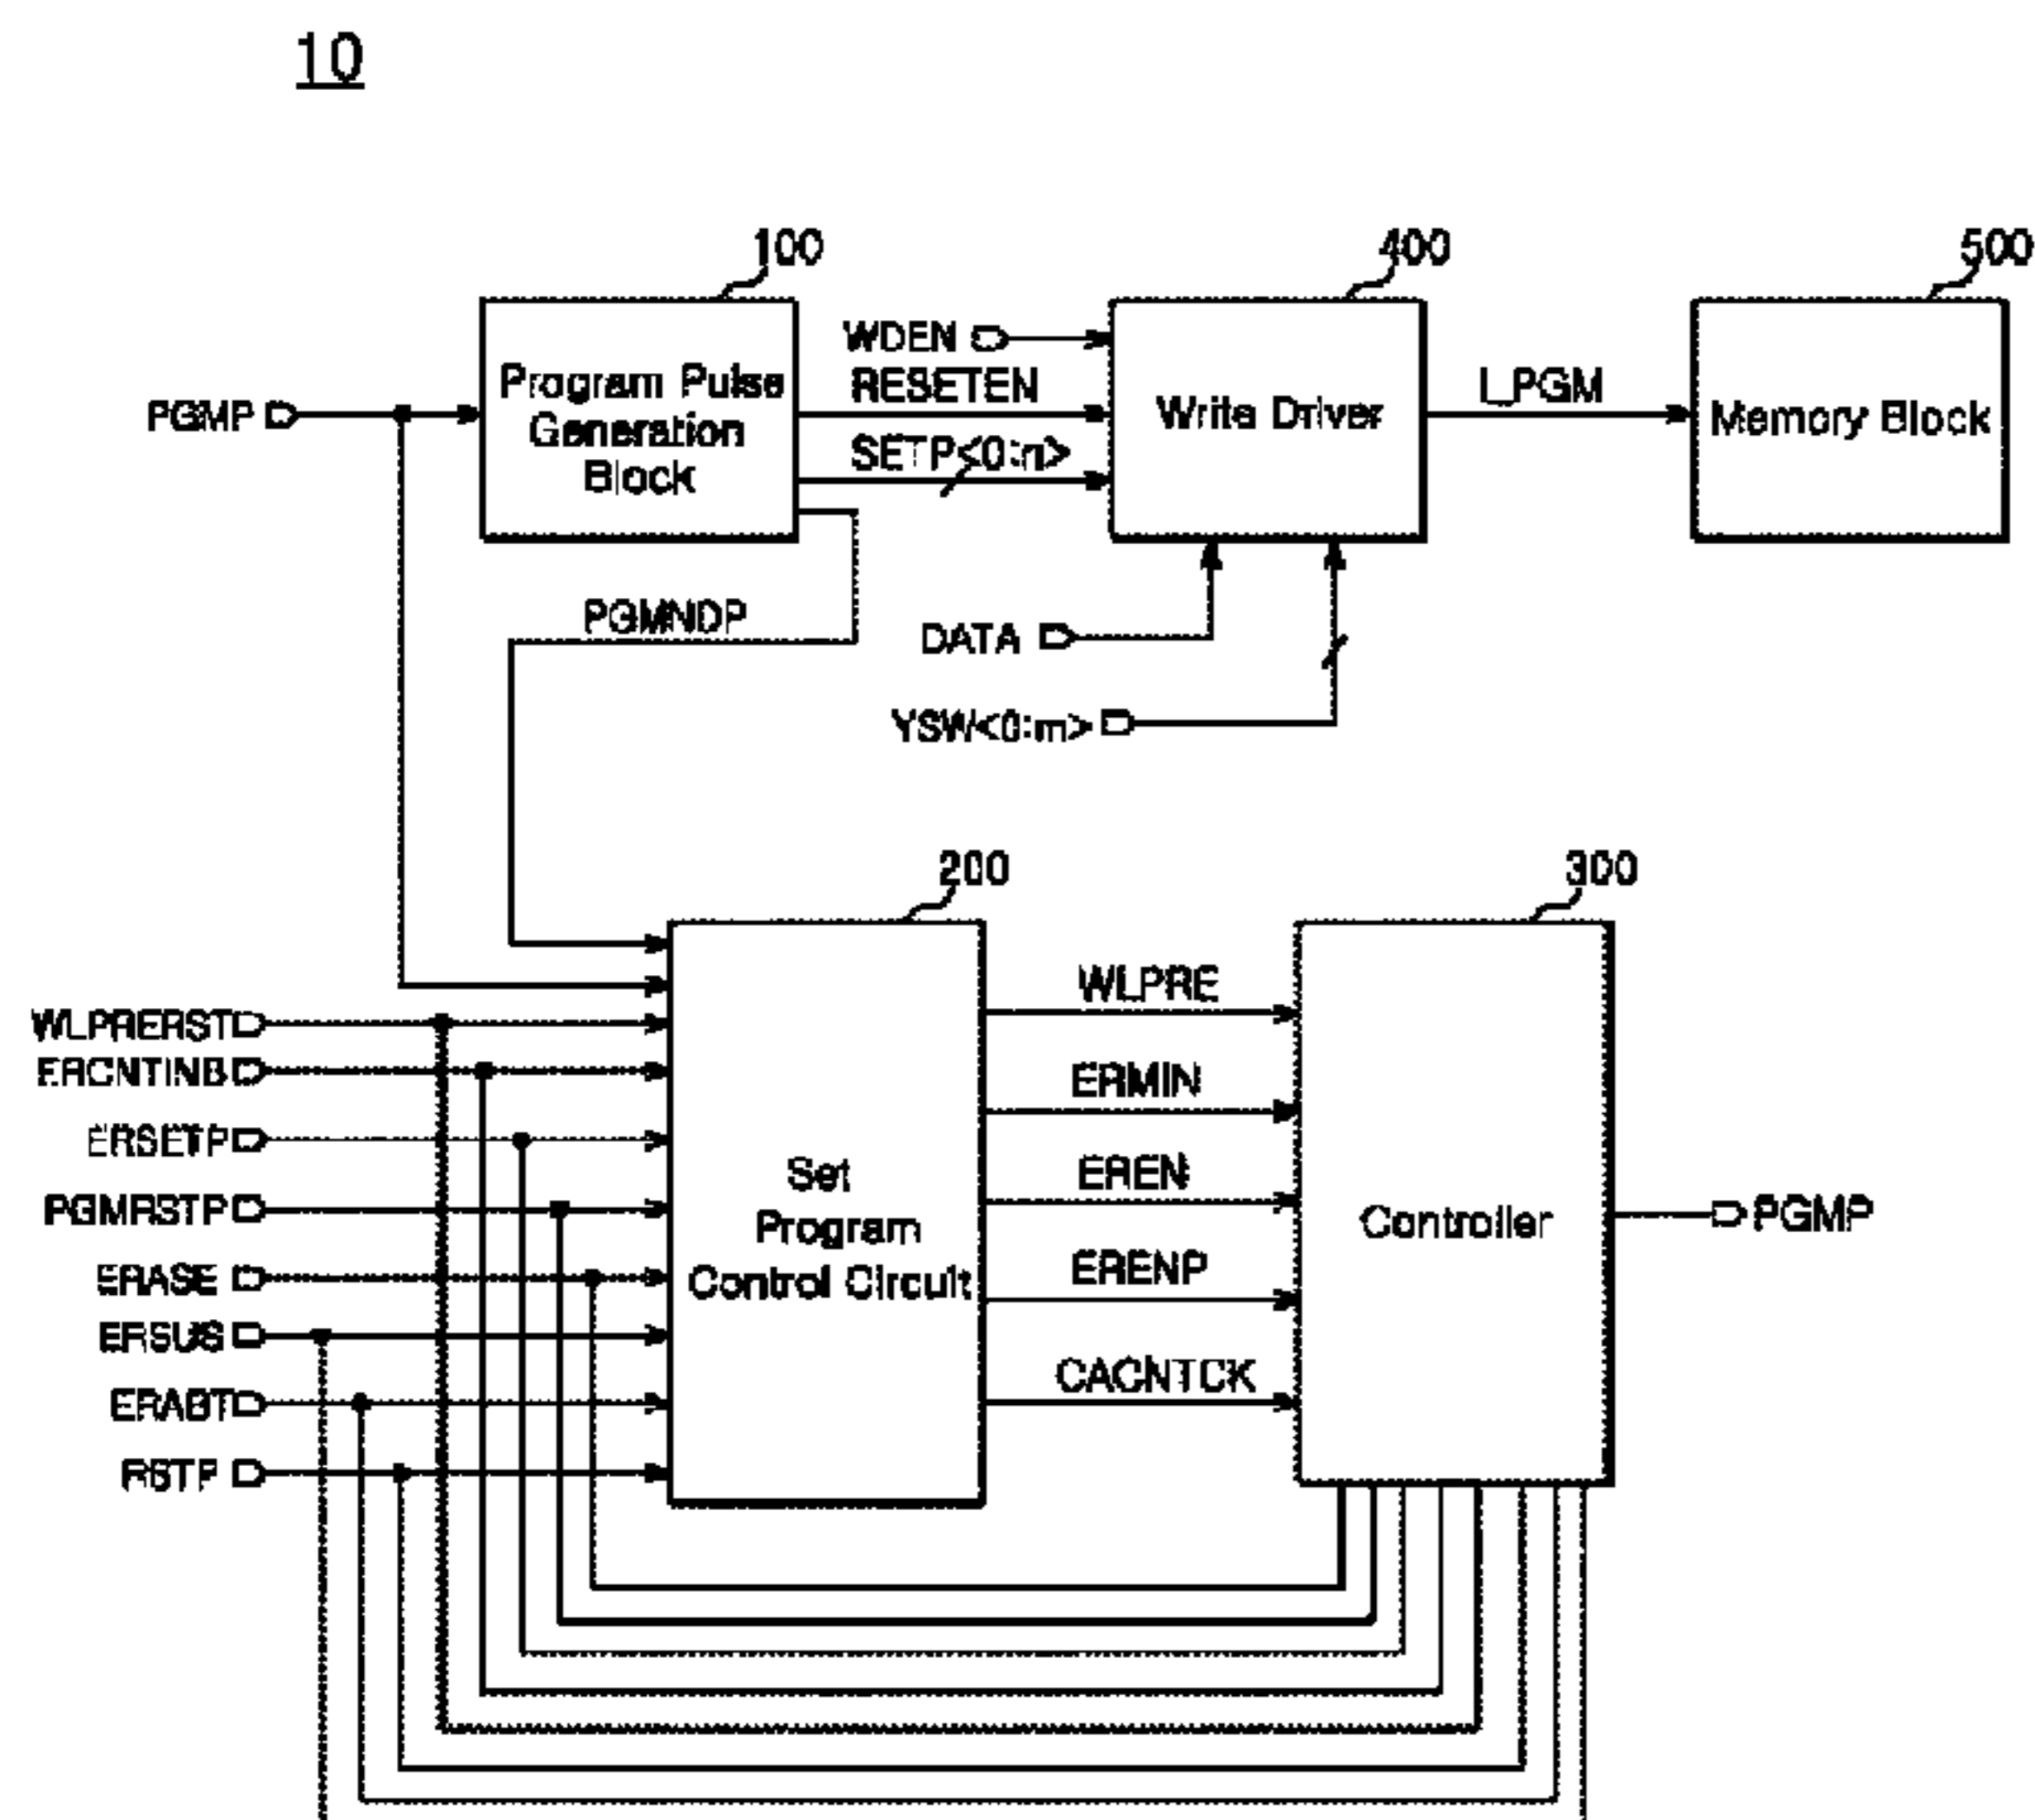 10
100
400
500
PGMP
Program Pulse
Generation
Block
WDEN
RESETEN
SETP<0:n>
Write Driver
I_PGM
Memory Block
PGMNDP
DATA
YSW<0:m>
200
300
WLPRERST
ERCNTINB
ERSETP
PGMRSTP
ERASE
ERSUS
ERABT
RSTP
Set
Program
Control Circuit
WLPRE
ERMIN
EREN
ERENP
CACNTCK
Controller
PGMP